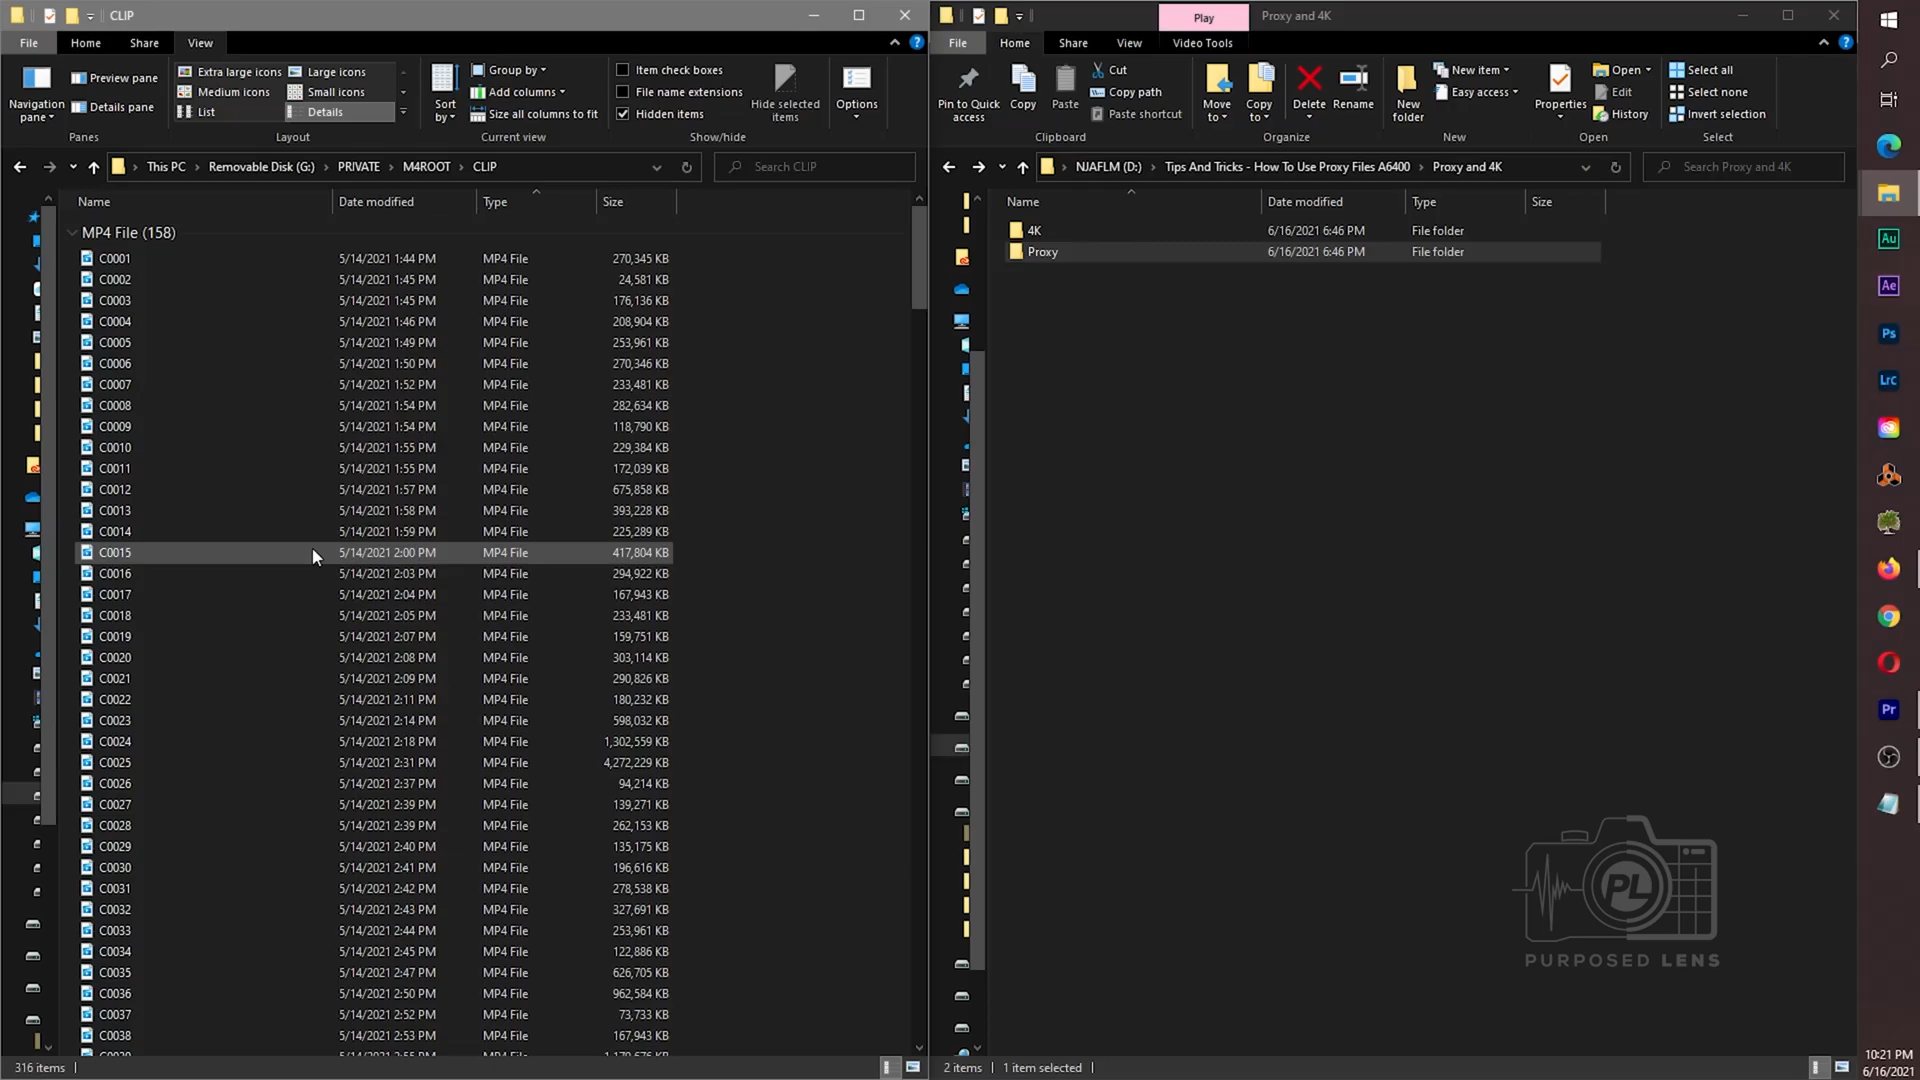 CLIP
File Home Share View
Navigation pane
Preview pane
Details pane
Panes
Extra large icons Large icons
Medium icons Small icons
List Details
Layout
Sort by
Group by
Add columns
Size all columns to fit
Current view
Item check boxes
File name extensions
Hidden items
Hide selected items
Show/hide
Options
This PC › Removable Disk (G:) › PRIVATE › M4ROOT › CLIP
Search CLIP
Name Date modified Type Size
MP4 File (158)
C0001 5/14/2021 1:44 PM MP4 File 270,345 KB
C0002 5/14/2021 1:45 PM MP4 File 24,581 KB
C0003 5/14/2021 1:45 PM MP4 File 176,136 KB
C0004 5/14/2021 1:46 PM MP4 File 208,904 KB
C0005 5/14/2021 1:49 PM MP4 File 253,961 KB
C0006 5/14/2021 1:50 PM MP4 File 270,346 KB
C0007 5/14/2021 1:52 PM MP4 File 233,481 KB
C0008 5/14/2021 1:54 PM MP4 File 282,634 KB
C0009 5/14/2021 1:54 PM MP4 File 118,790 KB
C0010 5/14/2021 1:55 PM MP4 File 229,384 KB
C0011 5/14/2021 1:55 PM MP4 File 172,039 KB
C0012 5/14/2021 1:57 PM MP4 File 675,858 KB
C0013 5/14/2021 1:58 PM MP4 File 393,228 KB
C0014 5/14/2021 1:59 PM MP4 File 225,289 KB
C0015 5/14/2021 2:00 PM MP4 File 417,804 KB
C0016 5/14/2021 2:03 PM MP4 File 294,922 KB
C0017 5/14/2021 2:04 PM MP4 File 167,943 KB
C0018 5/14/2021 2:05 PM MP4 File 233,481 KB
C0019 5/14/2021 2:07 PM MP4 File 159,751 KB
C0020 5/14/2021 2:08 PM MP4 File 303,114 KB
C0021 5/14/2021 2:09 PM MP4 File 290,826 KB
C0022 5/14/2021 2:11 PM MP4 File 180,232 KB
C0023 5/14/2021 2:14 PM MP4 File 598,032 KB
C0024 5/14/2021 2:18 PM MP4 File 1,302,559 KB
C0025 5/14/2021 2:31 PM MP4 File 4,272,229 KB
C0026 5/14/2021 2:37 PM MP4 File 94,214 KB
C0027 5/14/2021 2:39 PM MP4 File 139,271 KB
C0028 5/14/2021 2:39 PM MP4 File 262,153 KB
C0029 5/14/2021 2:40 PM MP4 File 135,175 KB
C0030 5/14/2021 2:41 PM MP4 File 196,616 KB
C0031 5/14/2021 2:42 PM MP4 File 278,538 KB
C0032 5/14/2021 2:43 PM MP4 File 327,691 KB
C0033 5/14/2021 2:44 PM MP4 File 253,961 KB
C0034 5/14/2021 2:45 PM MP4 File 122,886 KB
C0035 5/14/2021 2:47 PM MP4 File 626,705 KB
C0036 5/14/2021 2:50 PM MP4 File 962,584 KB
C0037 5/14/2021 2:52 PM MP4 File 73,733 KB
C0038 5/14/2021 2:53 PM MP4 File 167,943 KB
316 items
Play Proxy and 4K
File Home Share View Video Tools
Pin to Quick access
Copy
Paste
Cut
Copy path
Paste shortcut
Clipboard
Move to
Copy to
Delete
Rename
Organize
New folder
New item
Easy access
New
Properties
Open
Edit
History
Open
Select all
Select none
Invert selection
Select
NJAFLM (D:) › Tips And Tricks - How To Use Proxy Files A6400 › Proxy and 4K
Search Proxy and 4K
Name Date modified Type Size
4K 6/16/2021 6:46 PM File folder
Proxy 6/16/2021 6:46 PM File folder
PL
PURPOSED LENS
2 items 1 item selected
Au
Ae
Ps
Lrc
Pr
10:21 PM
6/16/2021